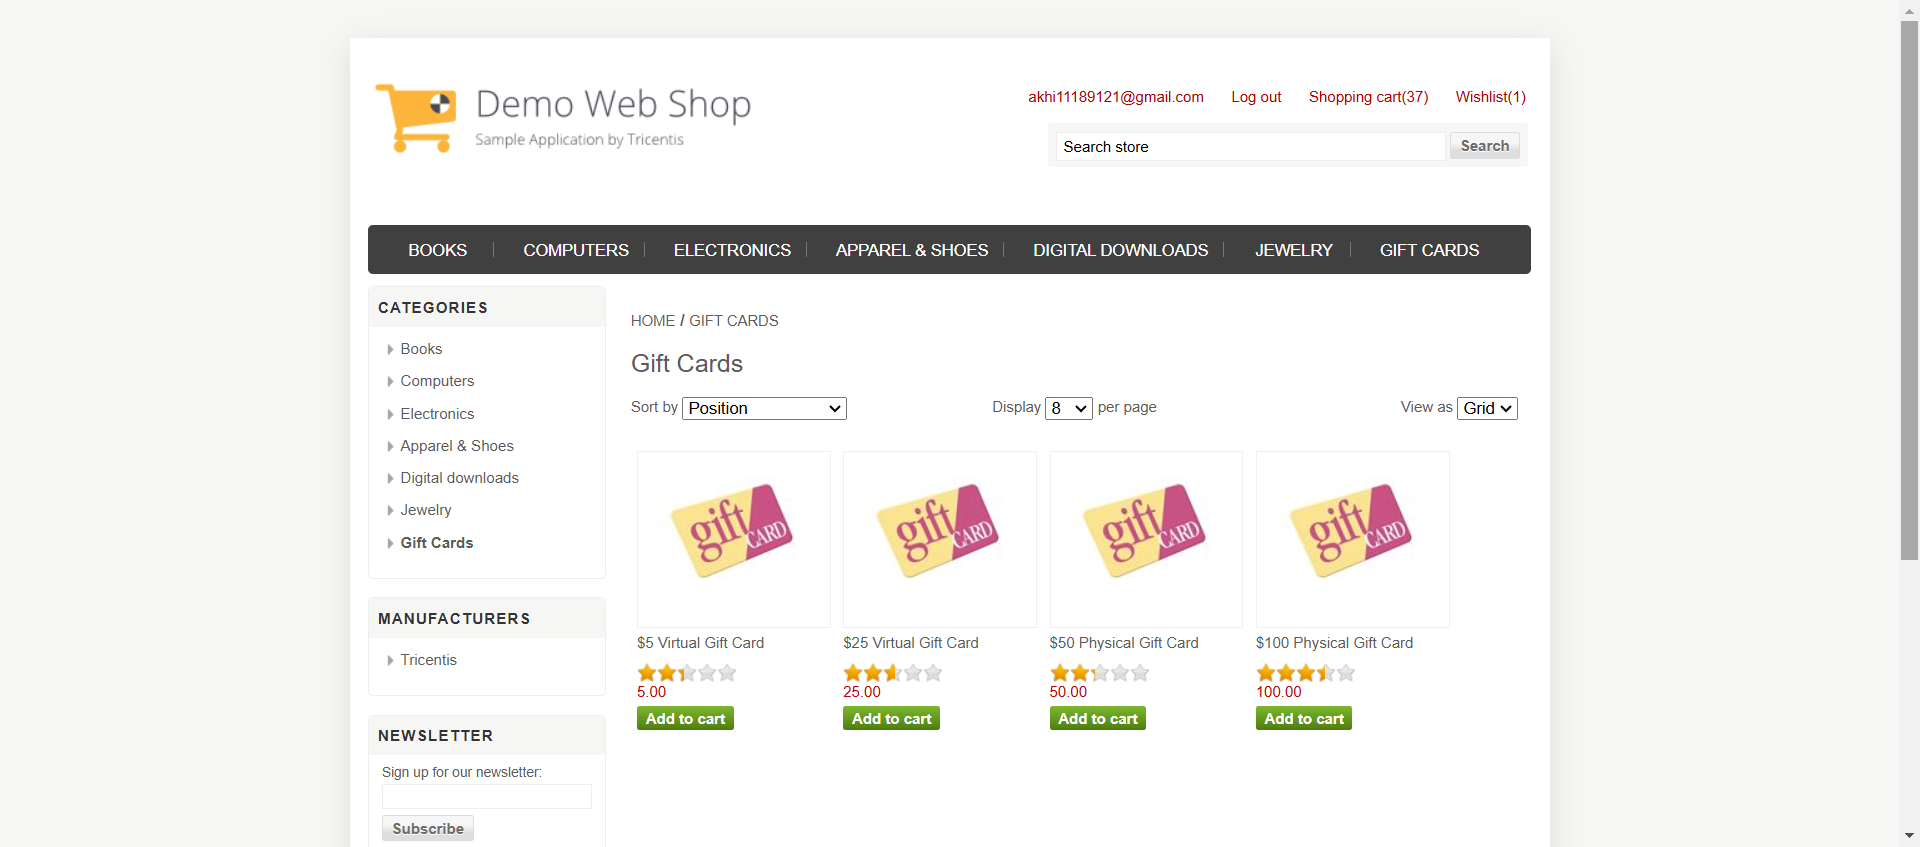 Demo Web Shop
Sample Application by Tricentis
akhi11189121@gmail.com Log out Shopping cart(37) Wishlist(1)
Search store Search
BOOKS COMPUTERS ELECTRONICS APPAREL & SHOES DIGITAL DOWNLOADS JEWELRY GIFT CARDS
CATEGORIES
Books
Computers
Electronics
Apparel & Shoes
Digital downloads
Jewelry
Gift Cards
MANUFACTURERS
Tricentis
NEWSLETTER
Sign up for our newsletter:
Subscribe
HOME / GIFT CARDS
Gift Cards
Sort by Position Display 8 per page View as Grid
gift CARD gift CARD gift CARD gift CARD
$5 Virtual Gift Card $25 Virtual Gift Card $50 Physical Gift Card $100 Physical Gift Card
5.00 25.00 50.00 100.00
Add to cart Add to cart Add to cart Add to cart